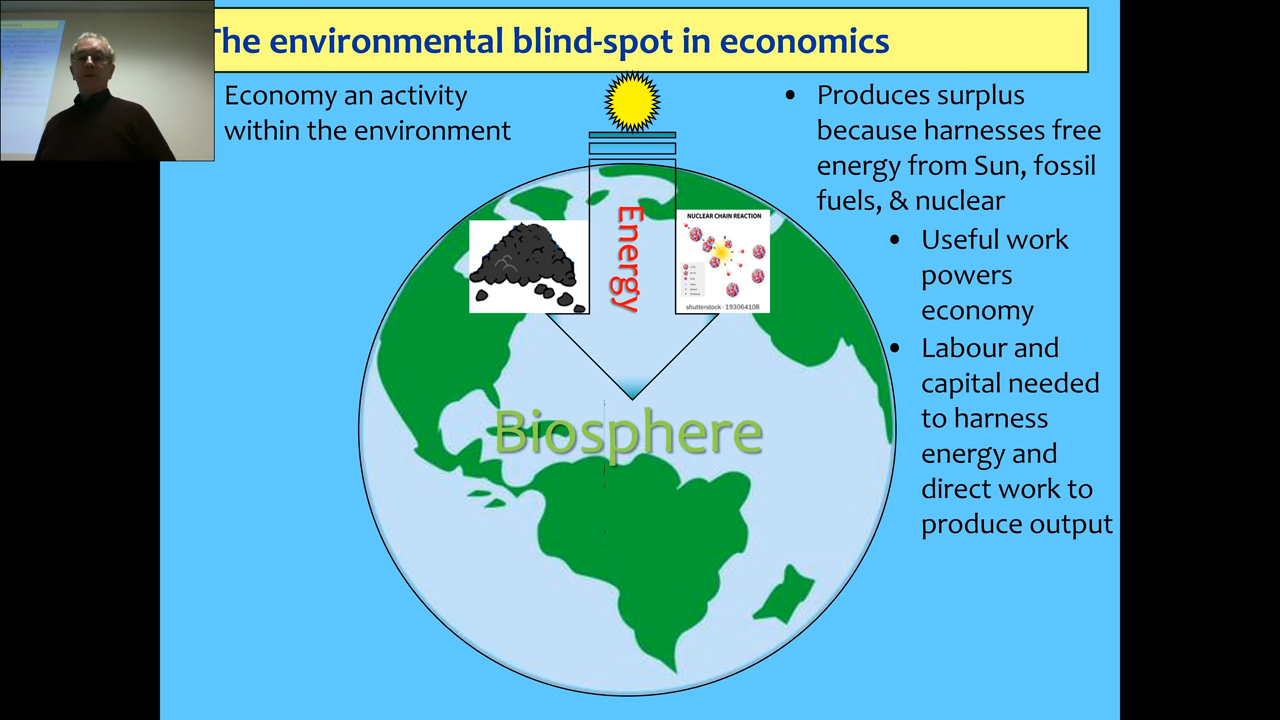 The environmental blind-spot in economics
Economy an activity
within the environment
• Produces surplus
because harnesses free
energy from Sun, fossil
fuels, & nuclear
• Useful work
powers
economy
• Labour and
capital needed
to harness
energy and
direct work to
produce output
Energy
NUCLEAR CHAIN REACTION
shutterstock · 193064108
Biosphere